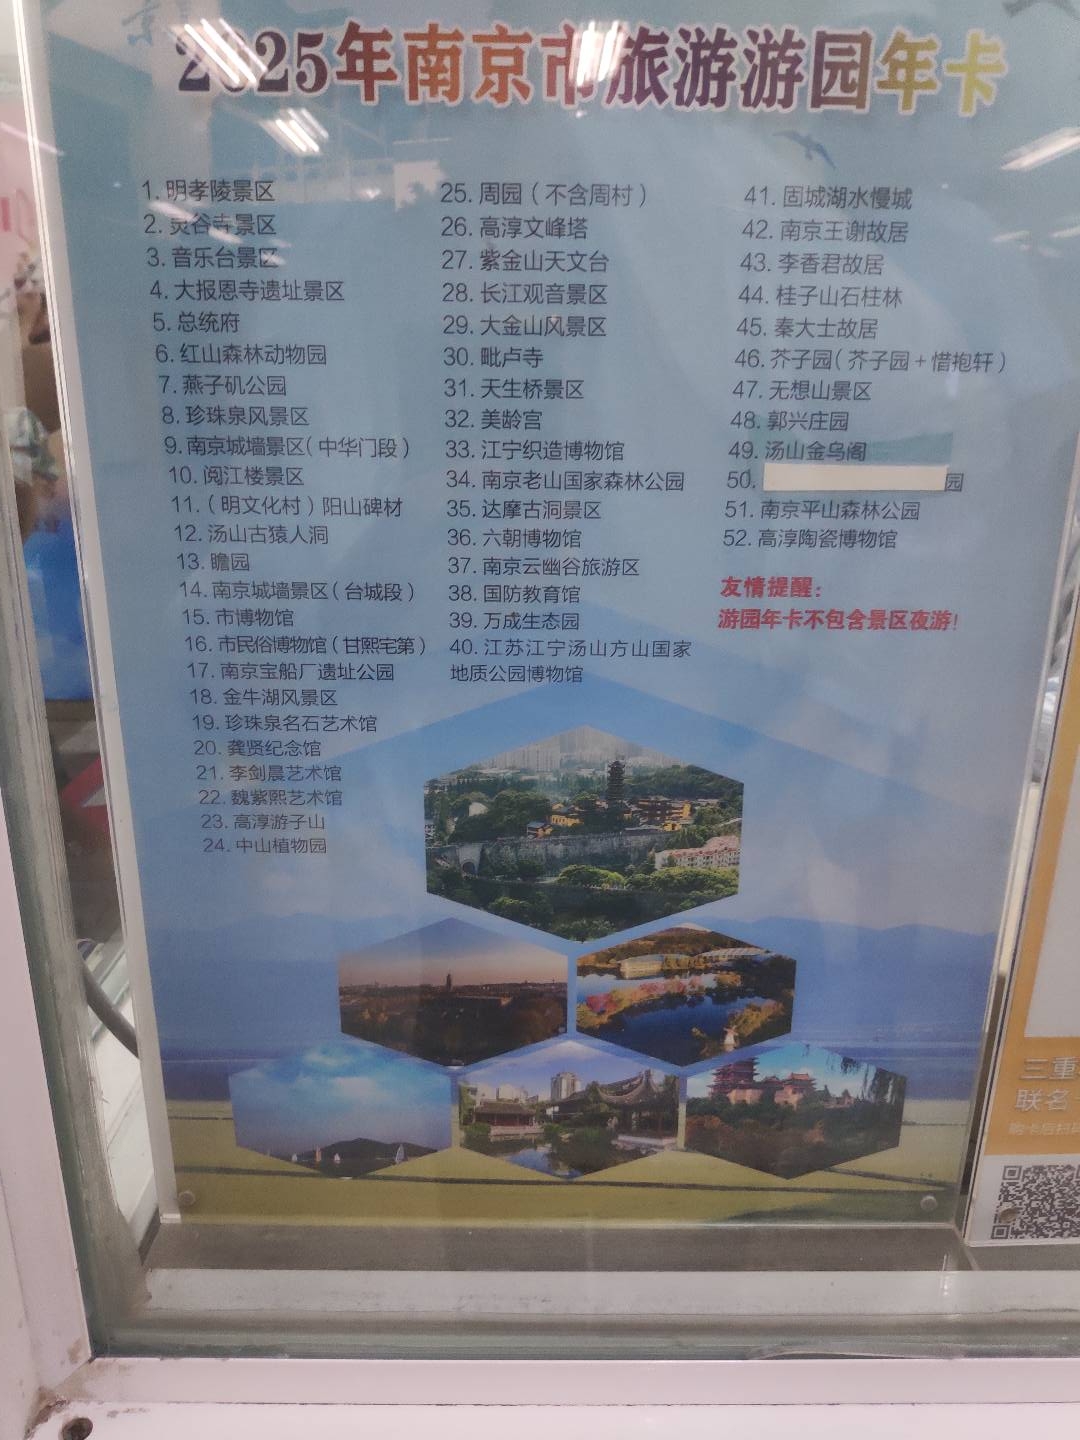 2025年南京市旅游游园年卡
1. 明孝陵景区
2. 灵谷寺景区
3. 音乐台景区
4. 大报恩寺遗址景区
5. 总统府
6. 红山森林动物园
7. 燕子矶公园
8. 珍珠泉风景区
9. 南京城墙景区（中华门段）
10. 阅江楼景区
11.（明文化村）阳山碑材
12. 汤山古猿人洞
13. 瞻园
14. 南京城墙景区（台城段）
15. 市博物馆
16. 市民俗博物馆（甘熙宅第）
17. 南京宝船厂遗址公园
18. 金牛湖风景区
19. 珍珠泉名石艺术馆
20. 龚贤纪念馆
21. 李剑晨艺术馆
22. 魏紫熙艺术馆
23. 高淳游子山
24. 中山植物园
25. 周园（不含周村）
26. 高淳文峰塔
27. 紫金山天文台
28. 长江观音景区
29. 大金山风景区
30. 毗卢寺
31. 天生桥景区
32. 美龄宫
33. 江宁织造博物馆
34. 南京老山国家森林公园
35. 达摩古洞景区
36. 六朝博物馆
37. 南京云幽谷旅游区
38. 国防教育馆
39. 万成生态园
40. 江苏江宁汤山方山国家
地质公园博物馆
41. 固城湖水慢城
42. 南京王谢故居
43. 李香君故居
44. 桂子山石柱林
45. 秦大士故居
46. 芥子园（芥子园+惜抱轩）
47. 无想山景区
48. 郭兴庄园
49. 汤山金乌阁
50. 园
51. 南京平山森林公园
52. 高淳陶瓷博物馆
友情提醒：
游园年卡不包含景区夜游！
三重
联名
购卡后扫码